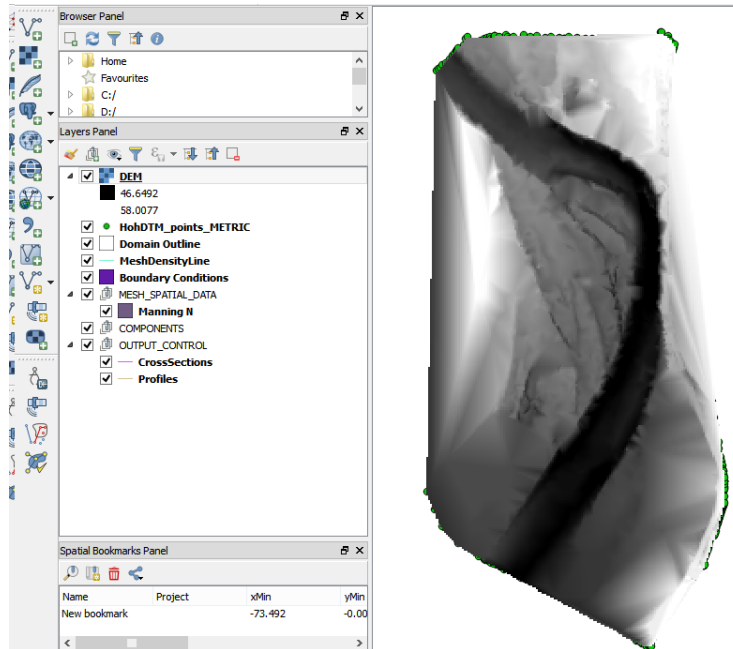 Browser Panel
Home
Favourites
C:/
D:/
Layers Panel
DEM
46.6492
58.0077
HohDTM_points_METRIC
Domain Outline
MeshDensityLine
Boundary Conditions
MESH_SPATIAL_DATA
Manning N
COMPONENTS
OUTPUT_CONTROL
CrossSections
Profiles
Spatial Bookmarks Panel
Name Project xMin yMin
New bookmark -73.492 -0.00